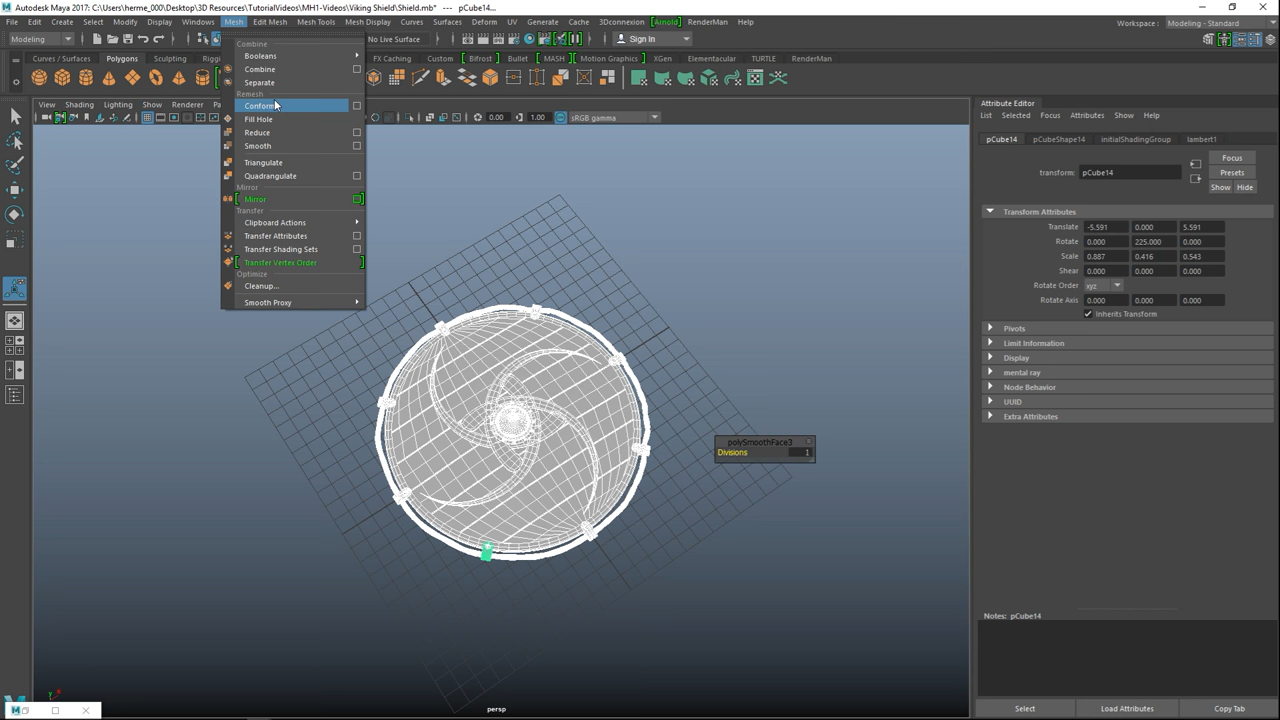 Autodesk Maya 2017: C:\Users\herme_000\Desktop\3D Resources\TutorialVideos\MH1-Videos\Viking Shield\Shield.mb* --- pCube14...
File Edit Create Select Modify Display Windows Mesh Edit Mesh Mesh Tools Mesh Display Curves Surfaces Deform UV Generate Cache 3Dconnexion [Arnold] RenderMan Help
Workspace : Modeling - Standard
Modeling No Live Surface Sign In
Curves / Surfaces Polygons Sculpting Riggi FX Caching Custom Bifrost Bullet MASH Motion Graphics XGen Elementacular TURTLE RenderMan
View Shading Lighting Show Renderer Pa
0.00 1.00 sRGB gamma
Combine
Booleans
Combine
Separate
Remesh
Conform
Fill Hole
Reduce
Smooth
Triangulate
Quadrangulate
Mirror
Mirror
Transfer
Clipboard Actions
Transfer Attributes
Transfer Shading Sets
Transfer Vertex Order
Optimize
Cleanup...
Smooth Proxy
polySmoothFace3
Divisions 1
persp
Attribute Editor
List Selected Focus Attributes Show Help
pCube14 pCubeShape14 initialShadingGroup lambert1
transform: pCube14
Focus
Presets
Show Hide
Transform Attributes
Translate -5.591 0.000 5.591
Rotate 0.000 225.000 0.000
Scale 0.887 0.416 0.543
Shear 0.000 0.000 0.000
Rotate Order xyz
Rotate Axis 0.000 0.000 0.000
Inherits Transform
Pivots
Limit Information
Display
mental ray
Node Behavior
UUID
Extra Attributes
Notes: pCube14
Select Load Attributes Copy Tab